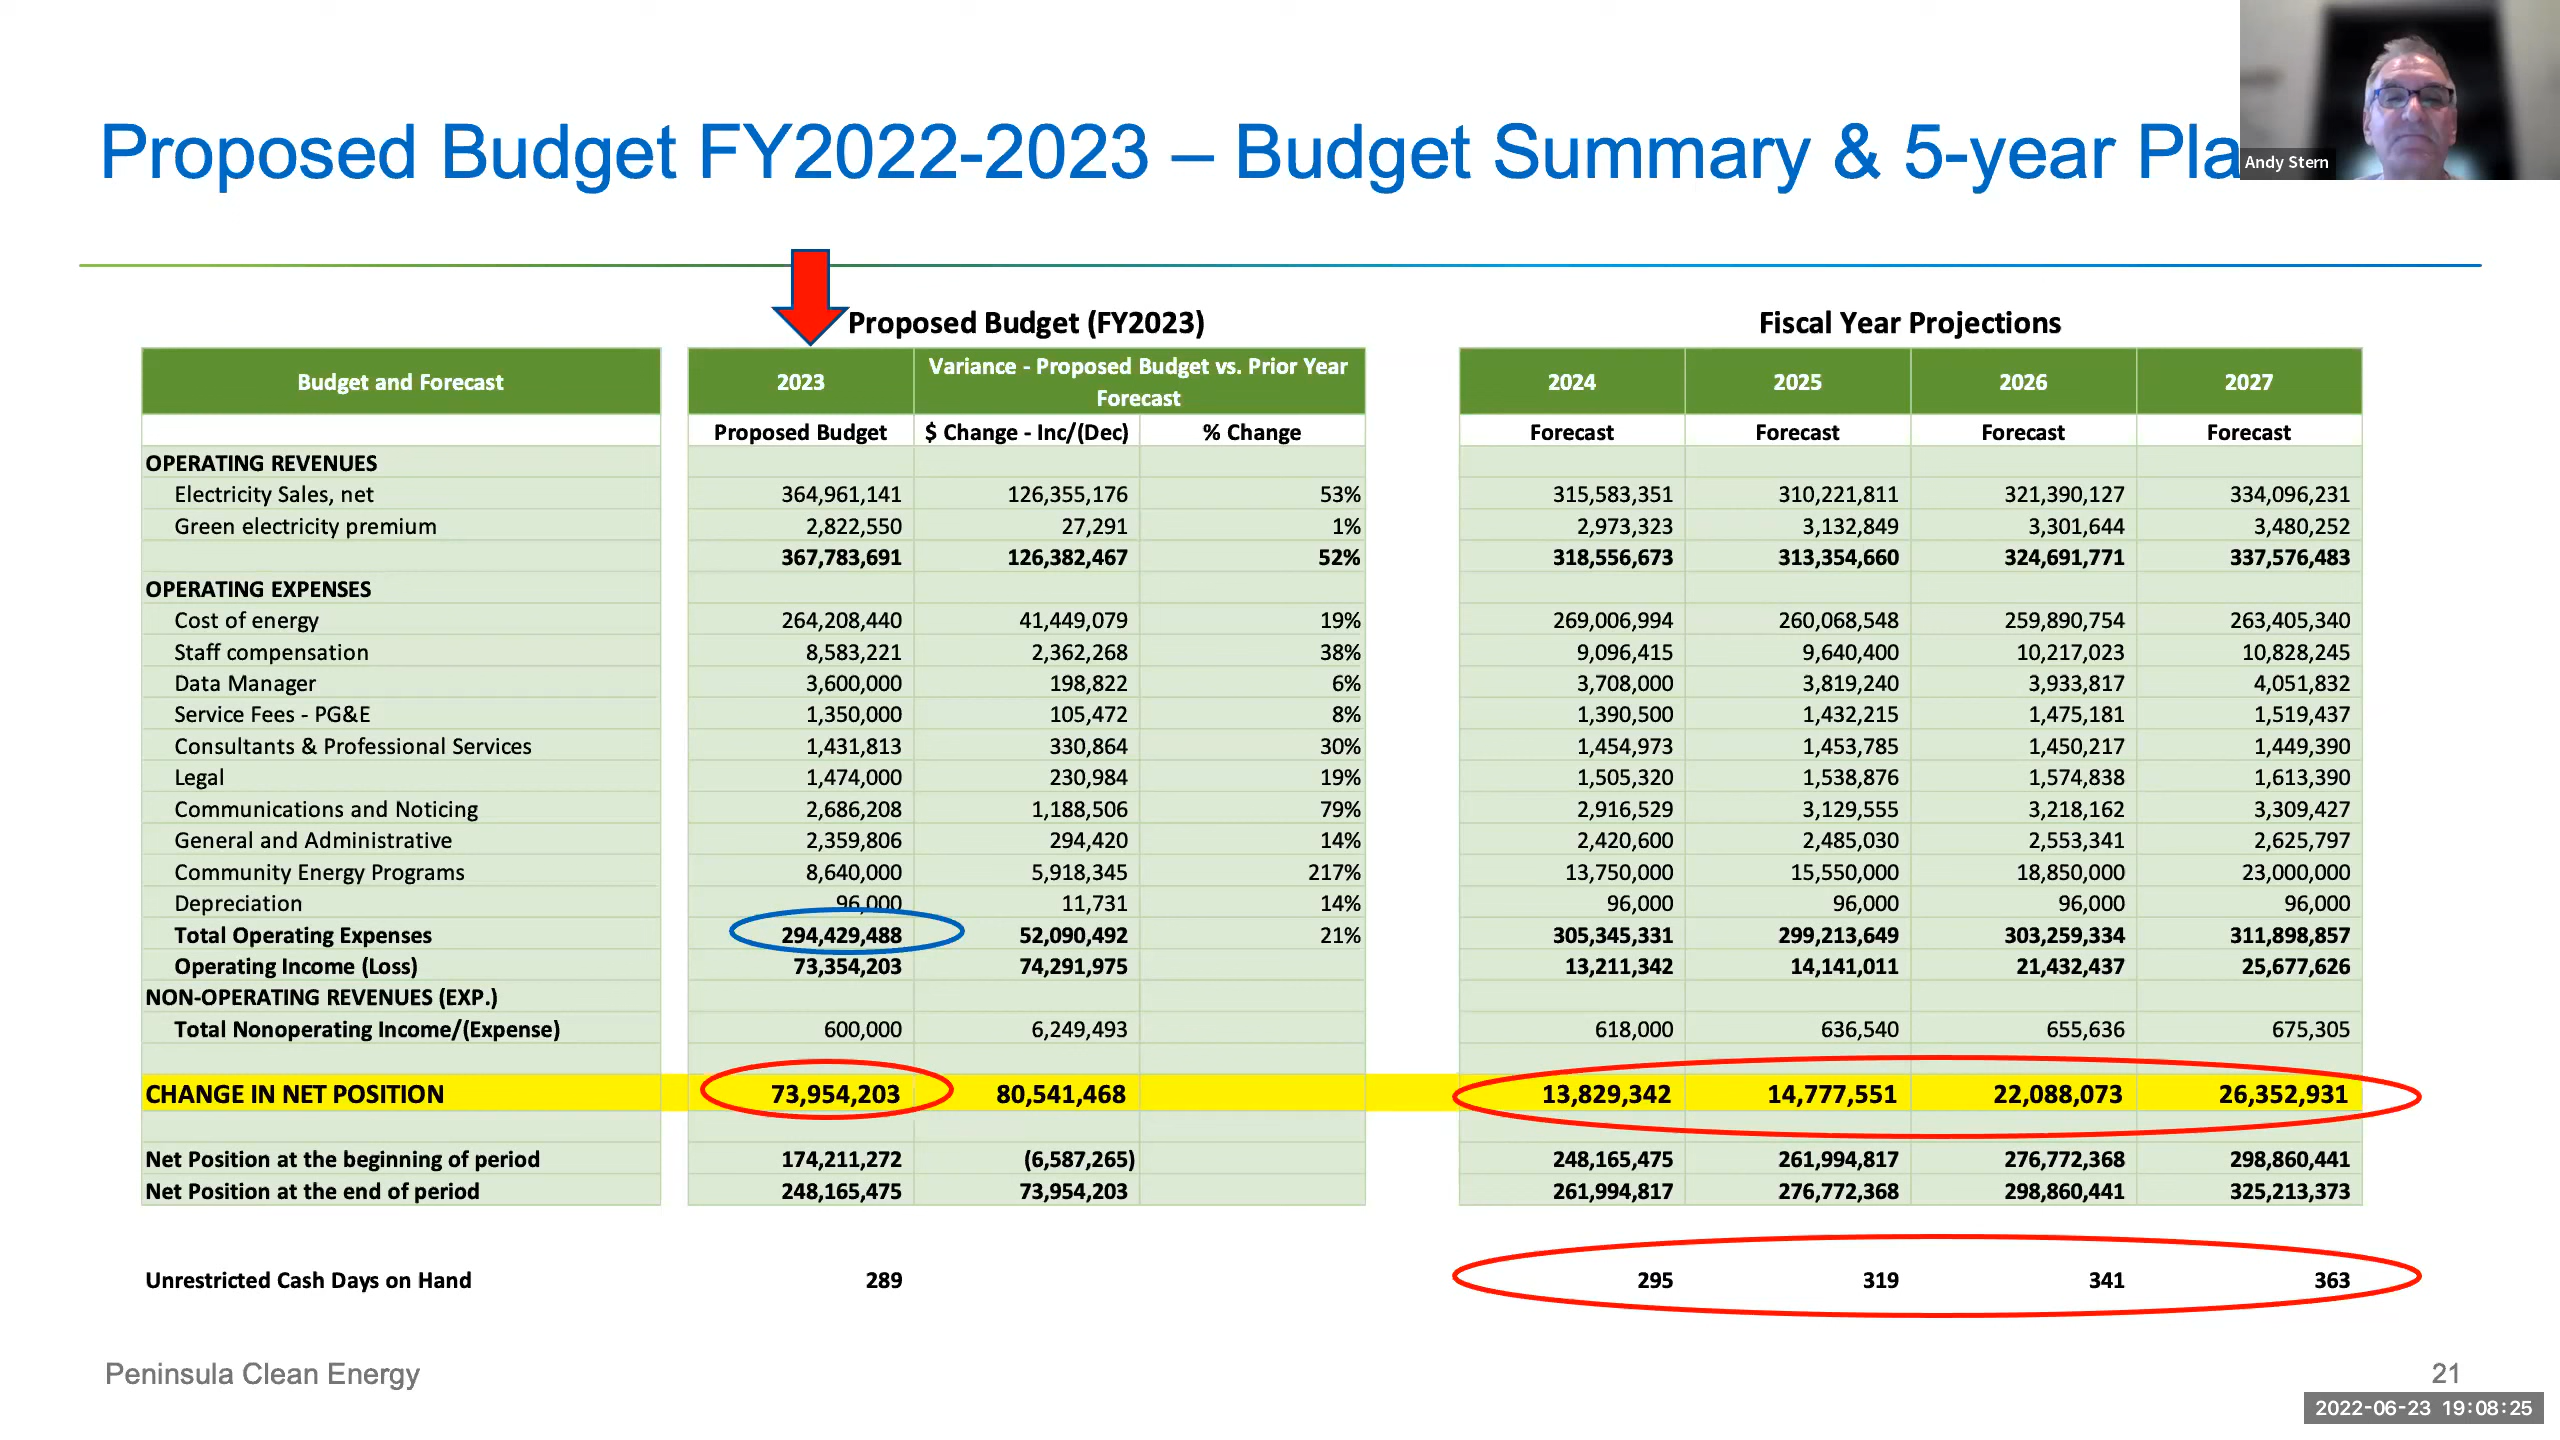 Proposed Budget FY2022-2023 – Budget Summary & 5-year Pla
Andy Stern
Proposed Budget (FY2023) Fiscal Year Projections
Budget and Forecast 2023 Variance - Proposed Budget vs. Prior Year Forecast 2024 2025 2026 2027
Proposed Budget $ Change - Inc/(Dec) % Change Forecast Forecast Forecast Forecast
OPERATING REVENUES
Electricity Sales, net 364,961,141 126,355,176 53% 315,583,351 310,221,811 321,390,127 334,096,231
Green electricity premium 2,822,550 27,291 1% 2,973,323 3,132,849 3,301,644 3,480,252
367,783,691 126,382,467 52% 318,556,673 313,354,660 324,691,771 337,576,483
OPERATING EXPENSES
Cost of energy 264,208,440 41,449,079 19% 269,006,994 260,068,548 259,890,754 263,405,340
Staff compensation 8,583,221 2,362,268 38% 9,096,415 9,640,400 10,217,023 10,828,245
Data Manager 3,600,000 198,822 6% 3,708,000 3,819,240 3,933,817 4,051,832
Service Fees - PG&E 1,350,000 105,472 8% 1,390,500 1,432,215 1,475,181 1,519,437
Consultants & Professional Services 1,431,813 330,864 30% 1,454,973 1,453,785 1,450,217 1,449,390
Legal 1,474,000 230,984 19% 1,505,320 1,538,876 1,574,838 1,613,390
Communications and Noticing 2,686,208 1,188,506 79% 2,916,529 3,129,555 3,218,162 3,309,427
General and Administrative 2,359,806 294,420 14% 2,420,600 2,485,030 2,553,341 2,625,797
Community Energy Programs 8,640,000 5,918,345 217% 13,750,000 15,550,000 18,850,000 23,000,000
Depreciation 96,000 11,731 14% 96,000 96,000 96,000 96,000
Total Operating Expenses 294,429,488 52,090,492 21% 305,345,331 299,213,649 303,259,334 311,898,857
Operating Income (Loss) 73,354,203 74,291,975 13,211,342 14,141,011 21,432,437 25,677,626
NON-OPERATING REVENUES (EXP.)
Total Nonoperating Income/(Expense) 600,000 6,249,493 618,000 636,540 655,636 675,305
CHANGE IN NET POSITION 73,954,203 80,541,468 13,829,342 14,777,551 22,088,073 26,352,931
Net Position at the beginning of period 174,211,272 (6,587,265) 248,165,475 261,994,817 276,772,368 298,860,441
Net Position at the end of period 248,165,475 73,954,203 261,994,817 276,772,368 298,860,441 325,213,373
Unrestricted Cash Days on Hand 289 295 319 341 363
Peninsula Clean Energy 21
2022-06-23 19:08:25